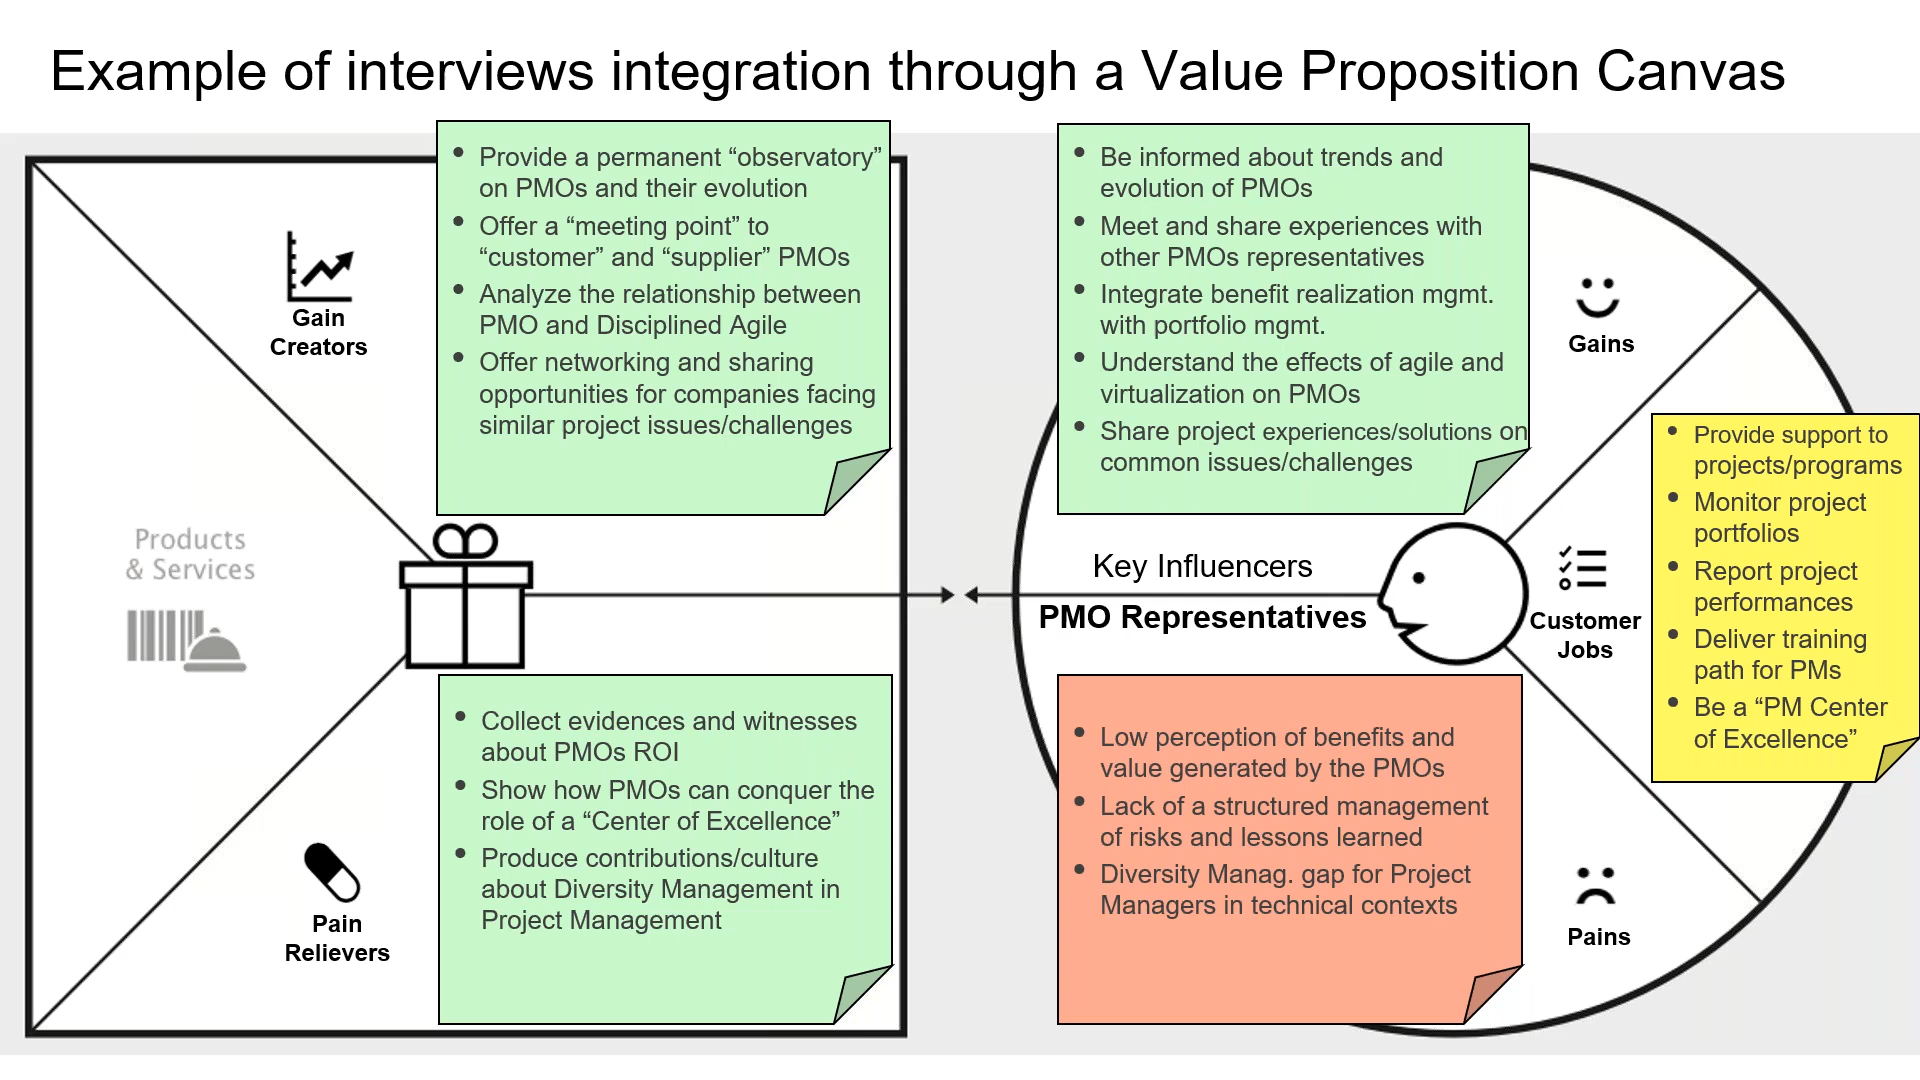 Example of interviews integration through a Value Proposition Canvas
• Provide a permanent “observatory”
on PMOs and their evolution
• Offer a “meeting point” to
“customer” and “supplier” PMOs
• Analyze the relationship between
PMO and Disciplined Agile
• Offer networking and sharing
opportunities for companies facing
similar project issues/challenges
Gain
Creators
Products
& Services
• Collect evidences and witnesses
about PMOs ROI
• Show how PMOs can conquer the
role of a “Center of Excellence”
• Produce contributions/culture
about Diversity Management in
Project Management
Pain
Relievers
• Be informed about trends and
evolution of PMOs
• Meet and share experiences with
other PMOs representatives
• Integrate benefit realization mgmt.
with portfolio mgmt.
• Understand the effects of agile and
virtualization on PMOs
• Share project experiences/solutions on
common issues/challenges
Gains
Key Influencers
PMO Representatives
Customer
Jobs
• Provide support to
projects/programs
• Monitor project
portfolios
• Report project
performances
• Deliver training
path for PMs
• Be a “PM Center
of Excellence”
• Low perception of benefits and
value generated by the PMOs
• Lack of a structured management
of risks and lessons learned
• Diversity Manag. gap for Project
Managers in technical contexts
Pains